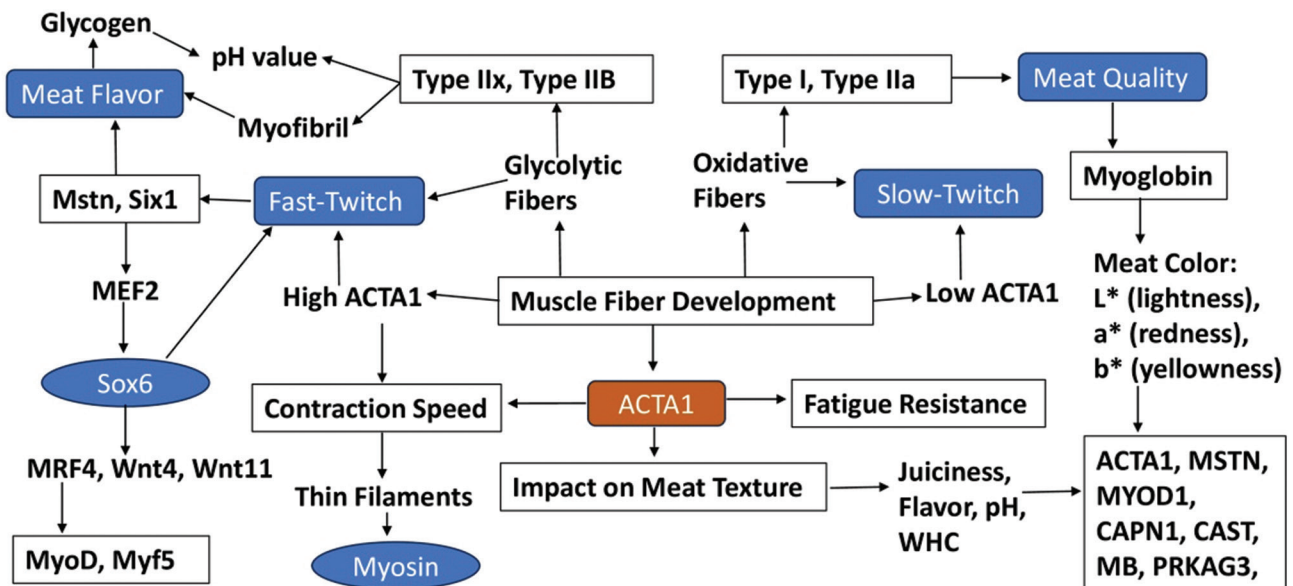 Glycogen
pH value
Meat Flavor
Myofibril
Type IIx, Type IIB
Type I, Type IIa
Meat Quality
Myoglobin
Glycolytic
Fibers
Oxidative
Fibers
Mstn, Six1
Fast-Twitch
Slow-Twitch
MEF2
High ACTA1
Muscle Fiber Development
Low ACTA1
Meat Color:
L* (lightness),
a* (redness),
b* (yellowness)
Sox6
Contraction Speed
ACTA1
Fatigue Resistance
MRF4, Wnt4, Wnt11
Thin Filaments
Impact on Meat Texture
Juiciness,
Flavor, pH,
WHC
ACTA1, MSTN,
MYOD1,
CAPN1, CAST,
MB, PRKAG3,
MyoD, Myf5
Myosin